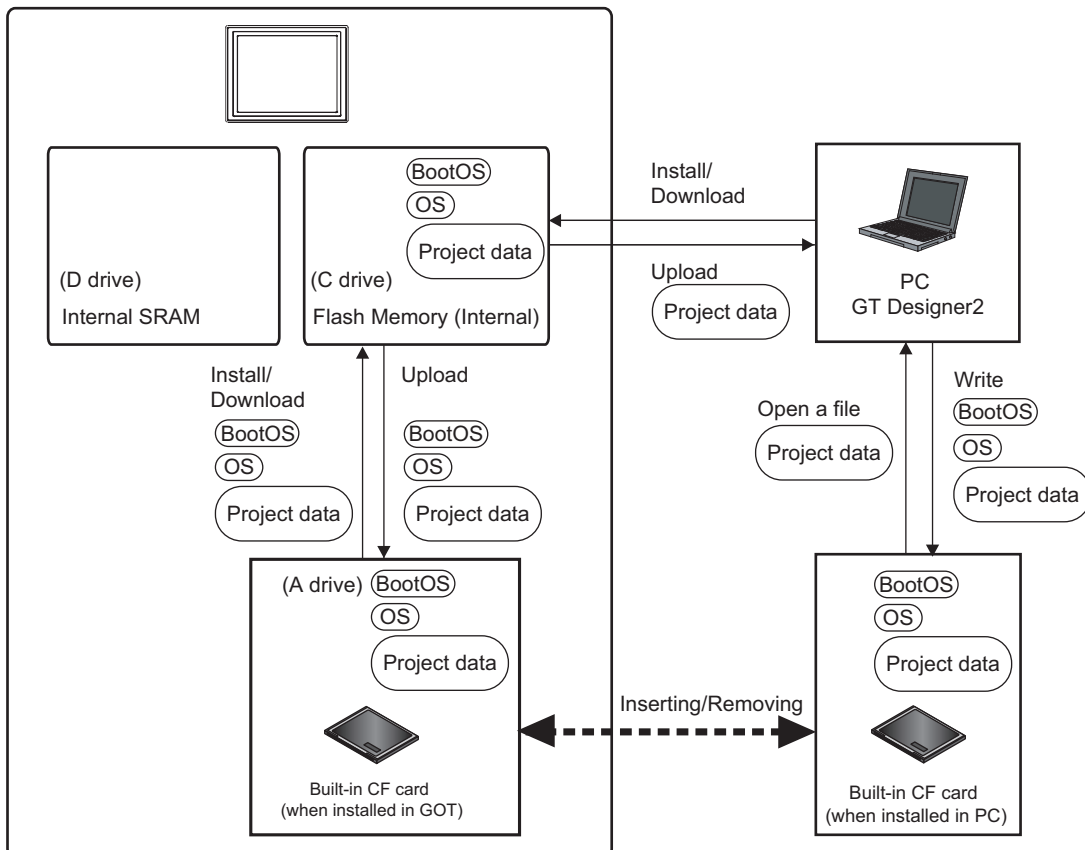 BootOS
OS
Project data
(D drive)
Internal SRAM
(C drive)
Flash Memory (Internal)
Install/
Download
Upload
Project data
PC
GT Designer2
Install/
Download
BootOS
OS
Project data
Upload
BootOS
OS
Project data
Open a file
Project data
Write
BootOS
OS
Project data
(A drive)
BootOS
OS
Project data
Built-in CF card
(when installed in GOT)
Inserting/Removing
BootOS
OS
Project data
Built-in CF card
(when installed in PC)